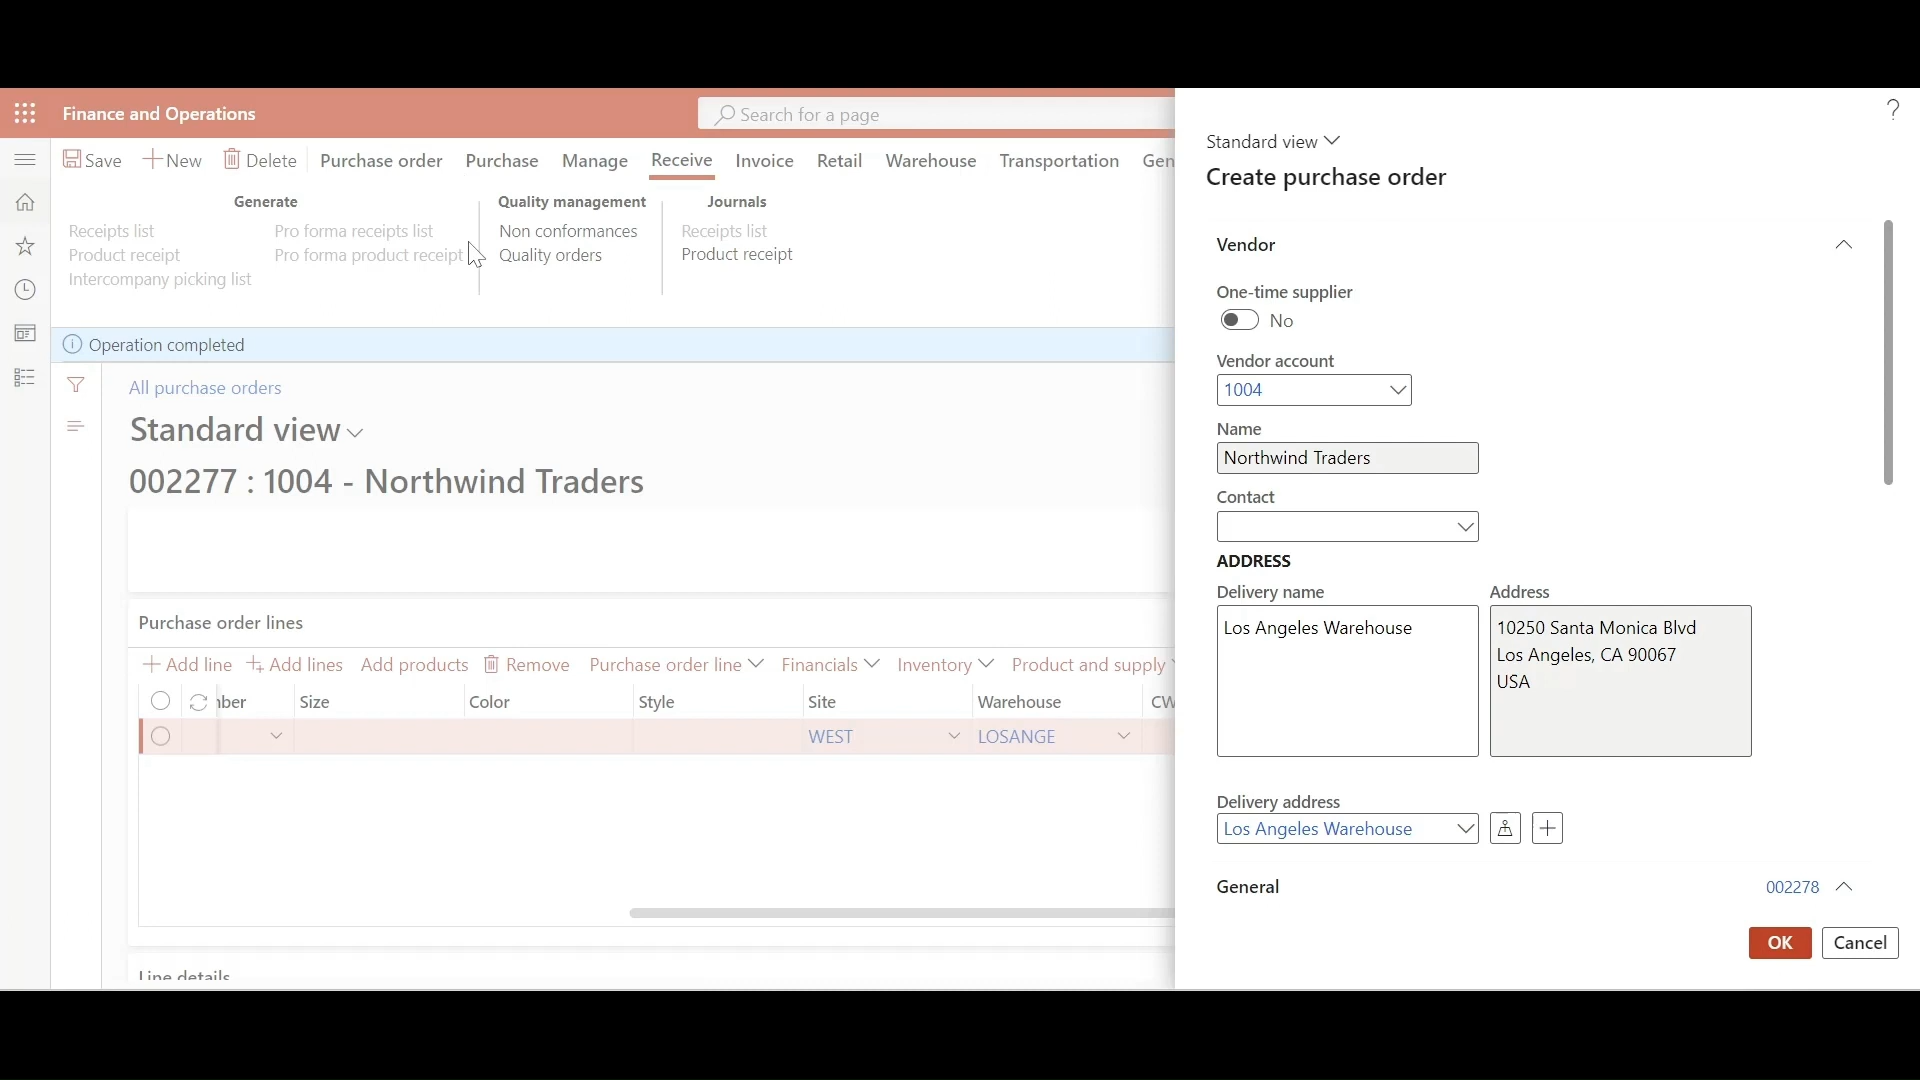 Finance and Operations
Search for a page
Save New Delete Purchase order Purchase Manage Receive Invoice Retail Warehouse Transportation Gen
Generate
Receipts list Pro forma receipts list
Product receipt Pro forma product receipt
Intercompany picking list
Quality management
Non conformances
Quality orders
Journals
Receipts list
Product receipt
Operation completed
All purchase orders
Standard view
002277 : 1004 - Northwind Traders
Purchase order lines
Add line Add lines Add products Remove Purchase order line Financials Inventory Product and supply
nber Size Color Style Site Warehouse CW
WEST LOSANGE
Line details
?
Standard view
Create purchase order
Vendor
One-time supplier
No
Vendor account
1004
Name
Northwind Traders
Contact
ADDRESS
Delivery name Address
Los Angeles Warehouse
10250 Santa Monica Blvd
Los Angeles, CA 90067
USA
Delivery address
Los Angeles Warehouse
General 002278
OK Cancel